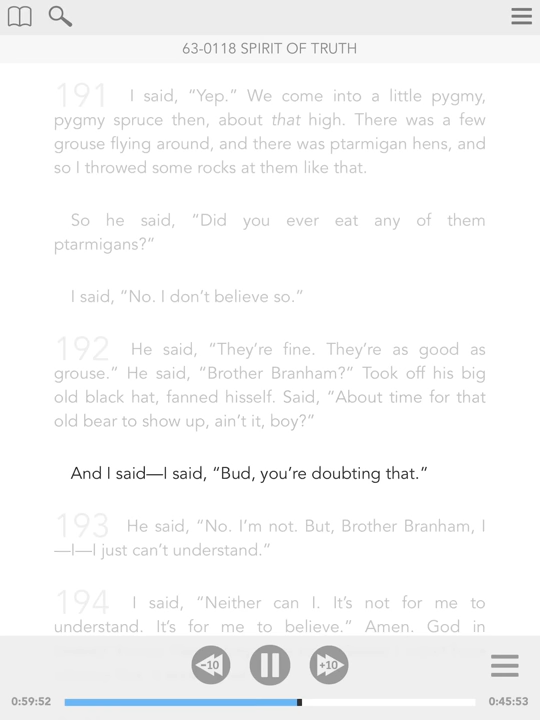 63-0118 SPIRIT OF TRUTH
191 I said, “Yep.” We come into a little pygmy,
pygmy spruce then, about that high. There was a few
grouse flying around, and there was ptarmigan hens, and
so I throwed some rocks at them like that.
So he said, “Did you ever eat any of them
ptarmigans?”
I said, “No. I don’t believe so.”
192 He said, “They’re fine. They’re as good as
grouse.“ He said, “Brother Branham?” Took off his big
old black hat, fanned hisself. Said, “About time for that
old bear to show up, ain’t it, boy?”
And I said—I said, “Bud, you’re doubting that.”
193 He said, “No. I’m not. But, Brother Branham, I
—I—I just can’t understand.”
194 I said, “Neither can I. It’s not for me to
understand. It’s for me to believe.” Amen. God in
-10
+10
0:59:52
0:45:53